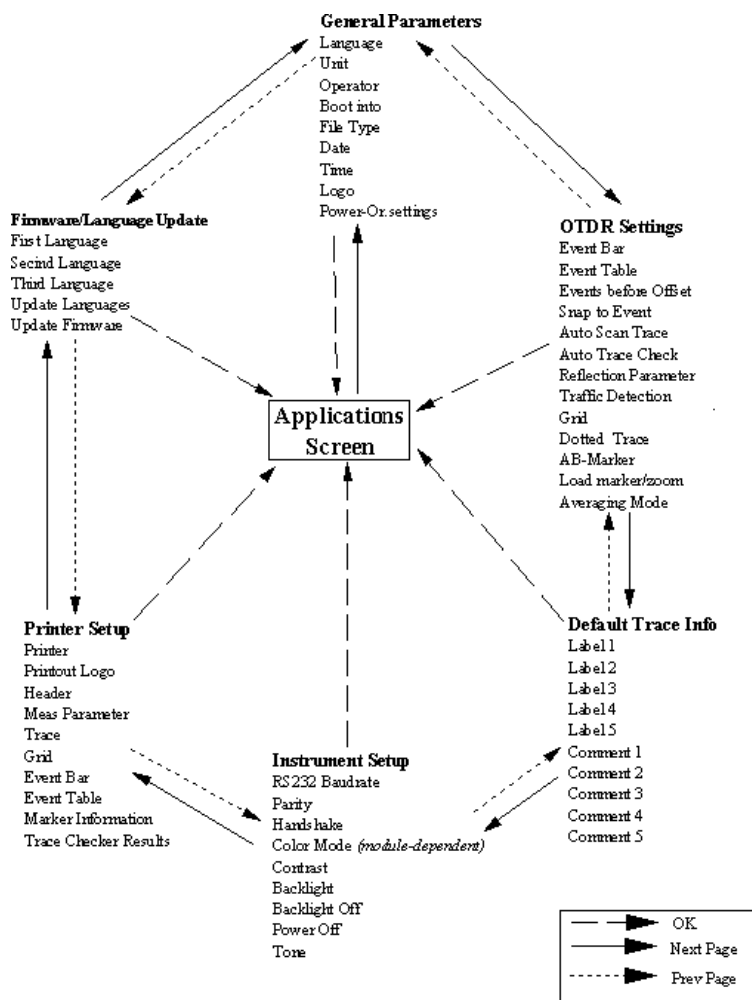 General Parameters
Language
Unit
Operator
Boot into
File Type
Date
Time
Logo
Power-On settings
Firmware/Language Update
First Language
Secind Language
Third Language
Update Languages
Update Firmware
OTDR Settings
Event Bar
Event Table
Events before Offset
Snap to Event
Auto Scan Trace
Auto Trace Check
Reflection Parameter
Traffic Detection
Grid
Dotted Trace
AB-Marker
Load marker/zoom
Averaging Mode
Applications
Screen
Printer Setup
Printer
Printout Logo
Header
Meas Parameter
Trace
Grid
Event Bar
Event Table
Marker Information
Trace Checker Results
Instrument Setup
RS232 Baudrate
Parity
Handshake
Color Mode (module-dependent)
Contrast
Backlight
Backlight Off
Power Off
Tone
Default Trace Info
Label 1
Label 2
Label 3
Label 4
Label 5
Comment 1
Comment 2
Comment 3
Comment 4
Comment 5
OK
Next Page
Prev Page